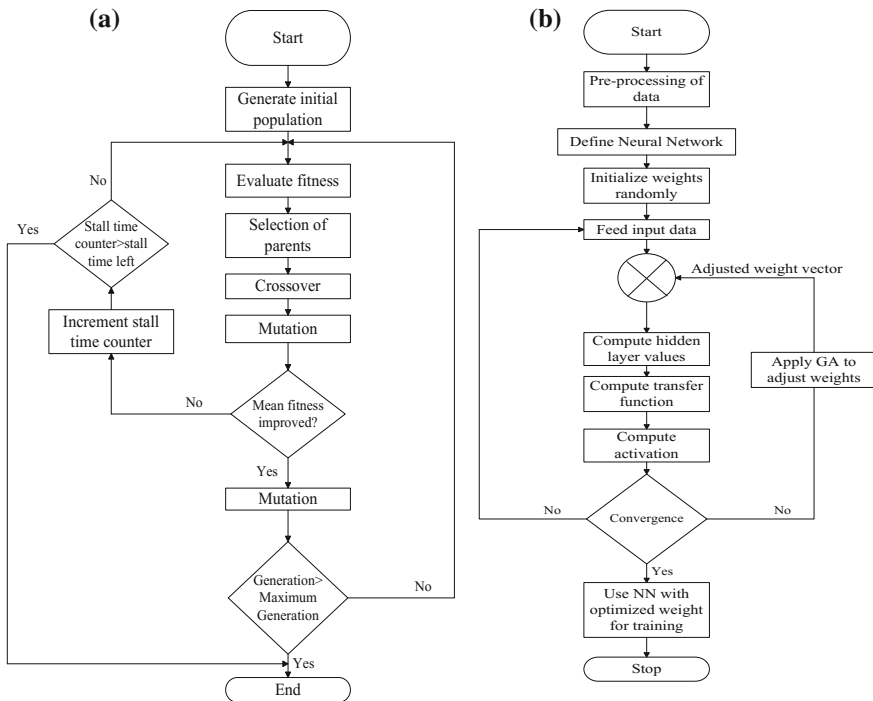 (a)
Start
Generate initial
population
Evaluate fitness
Selection of
parents
Crossover
Mutation
Mean fitness
improved?
No
Increment stall
time counter
Stall time
counter>stall
time left
No
Yes
Yes
Mutation
Generation>
Maximum
Generation
No
Yes
End
(b)
Start
Pre-processing of
data
Define Neural Network
Initialize weights
randomly
Feed input data
Adjusted weight vector
Compute hidden
layer values
Compute transfer
function
Compute
activation
Apply GA to
adjust weights
Convergence
No
No
Yes
Use NN with
optimized weight
for training
Stop